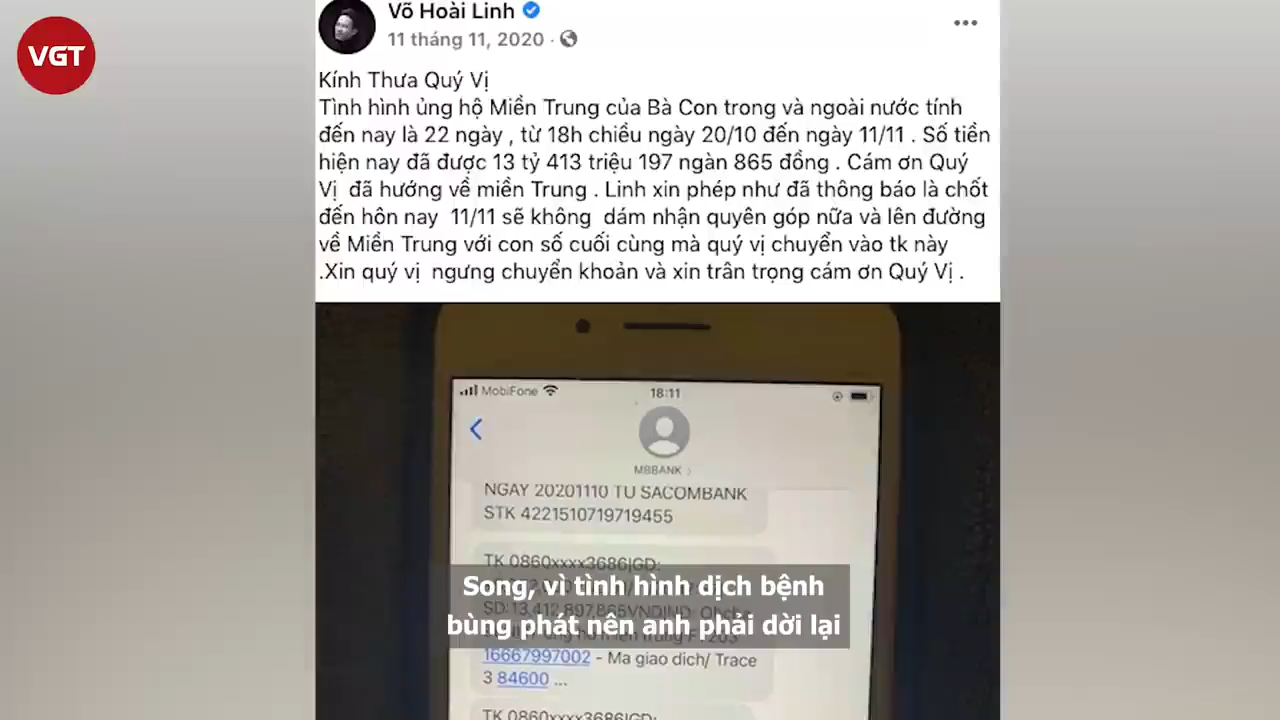 VGT
Võ Hoài Linh
11 tháng 11, 2020 ·
Kính Thưa Quý Vị
Tình hình ủng hộ Miền Trung của Bà Con trong và ngoài nước tính
đến nay là 22 ngày , từ 18h chiều ngày 20/10 đến ngày 11/11 . Số tiền
hiện nay đã được 13 tỷ 413 triệu 197 ngàn 865 đồng . Cám ơn Quý
Vị đã hướng về miền Trung . Linh xin phép như đã thông báo là chốt
đến hôn nay 11/11 sẽ không dám nhận quyên góp nữa và lên đường
về Miền Trung với con số cuối cùng mà quý vị chuyển vào tk này
.Xin quý vị ngưng chuyển khoản và xin trân trọng cám ơn Quý Vị .
MobiFone 18:11
MBBANK
NGAY 20201110 TU SACOMBANK
STK 4221510719719455
TK 0860xxxx3686|GD:
SD: 13,412,897,865VND|ND:
Song, vì tình hình dịch bệnh
bùng phát nên anh phải dời lại
16667997002 - Ma giao dich/ Trace
3 84600 ...
TK 0860xxxx3686|GD: